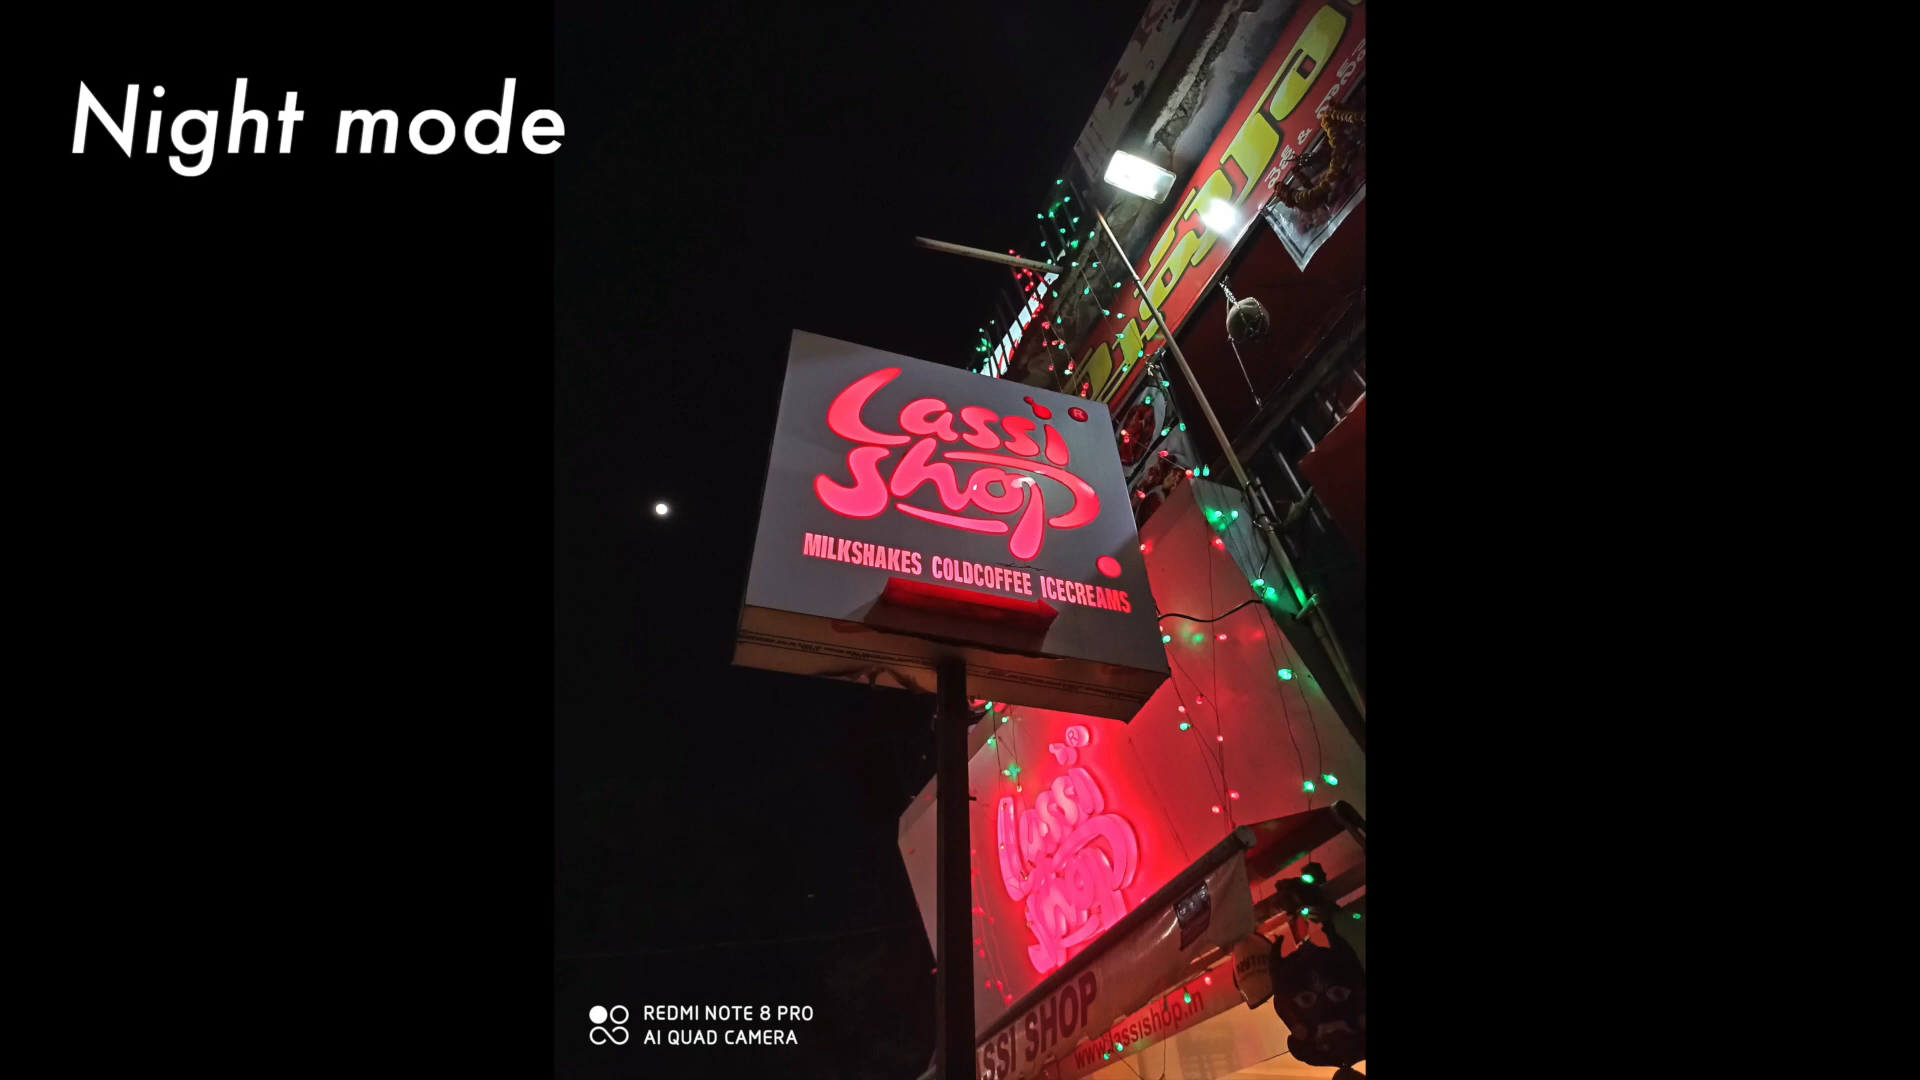 Night mode
Lassi ®
Shop
MILKSHAKES COLDCOFFEE ICECREAMS
Lassi ®
Shop
SSI SHOP
www.lassishop.in
REDMI NOTE 8 PRO
AI QUAD CAMERA